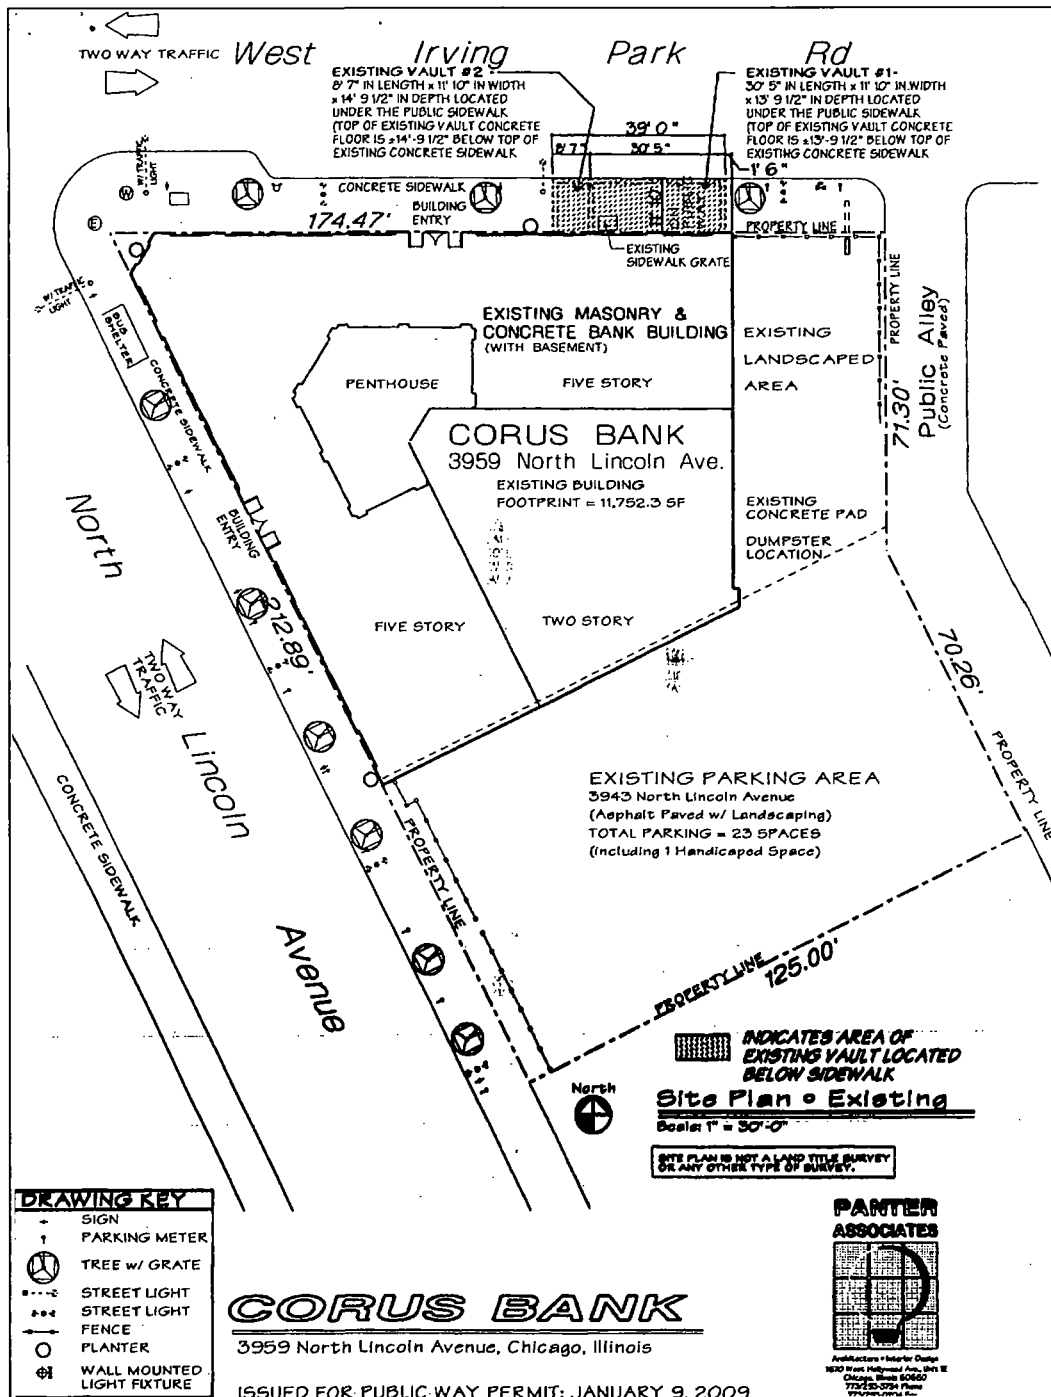 West Irving Park Rd
TWO WAY TRAFFIC
EXISTING VAULT #2 -
8' 7" IN LENGTH x 11' 10" IN WIDTH
x 14' 9 1/2" IN DEPTH LOCATED
UNDER THE PUBLIC SIDEWALK
(TOP OF EXISTING VAULT CONCRETE
FLOOR IS ±14'-9 1/2" BELOW TOP OF
EXISTING CONCRETE SIDEWALK
EXISTING VAULT #1-
30' 5" IN LENGTH x 11' 10" IN WIDTH
x 13' 9 1/2" IN DEPTH LOCATED
UNDER THE PUBLIC SIDEWALK
(TOP OF EXISTING VAULT CONCRETE
FLOOR IS ±13'-9 1/2" BELOW TOP OF
EXISTING CONCRETE SIDEWALK
39' 0"
8' 7"
30' 5"
1' 6"
W/ TRAFFIC
LIGHT
W
E
CONCRETE SIDEWALK
BUILDING
ENTRY
174.47'
PROPERTY LINE
EXISTING
SIDEWALK GRATE
W/ TRAFFIC
LIGHT
BUS
SHELTER
CONCRETE SIDEWALK
EXISTING MASONRY &
CONCRETE BANK BUILDING
(WITH BASEMENT)
PENTHOUSE
FIVE STORY
EXISTING
LANDSCAPED
AREA
PROPERTY LINE
71.30'
Public Alley
(Concrete Paved)
CORUS BANK
3959 North Lincoln Ave.
EXISTING BUILDING
FOOTPRINT = 11,752.3 SF
EXISTING
CONCRETE PAD
DUMPSTER
LOCATION
BUILDING
ENTRY
212.89'
FIVE STORY
TWO STORY
70.26'
PROPERTY LINE
North
Lincoln
Avenue
TWO WAY
TRAFFIC
CONCRETE SIDEWALK
EXISTING PARKING AREA
3943 North Lincoln Avenue
(Asphalt Paved w/ Landscaping)
TOTAL PARKING = 23 SPACES
(Including 1 Handicaped Space)
PROPERTY LINE
PROPERTY LINE
125.00'
INDICATES AREA OF
EXISTING VAULT LOCATED
BELOW SIDEWALK
North
Site Plan o Existing
Scale: 1" = 30'-0"
SITE PLAN IS NOT A LAND TITLE SURVEY
OR ANY OTHER TYPE OF SURVEY.
DRAWING KEY
SIGN
PARKING METER
TREE w/ GRATE
STREET LIGHT
STREET LIGHT
FENCE
PLANTER
WALL MOUNTED
LIGHT FIXTURE
CORUS BANK
3959 North Lincoln Avenue, Chicago, Illinois
ISSUED FOR PUBLIC WAY PERMIT: JANUARY 9, 2009
PANTER
ASSOCIATES
Architecture • Interior Design
Chicago, Illinois 60660